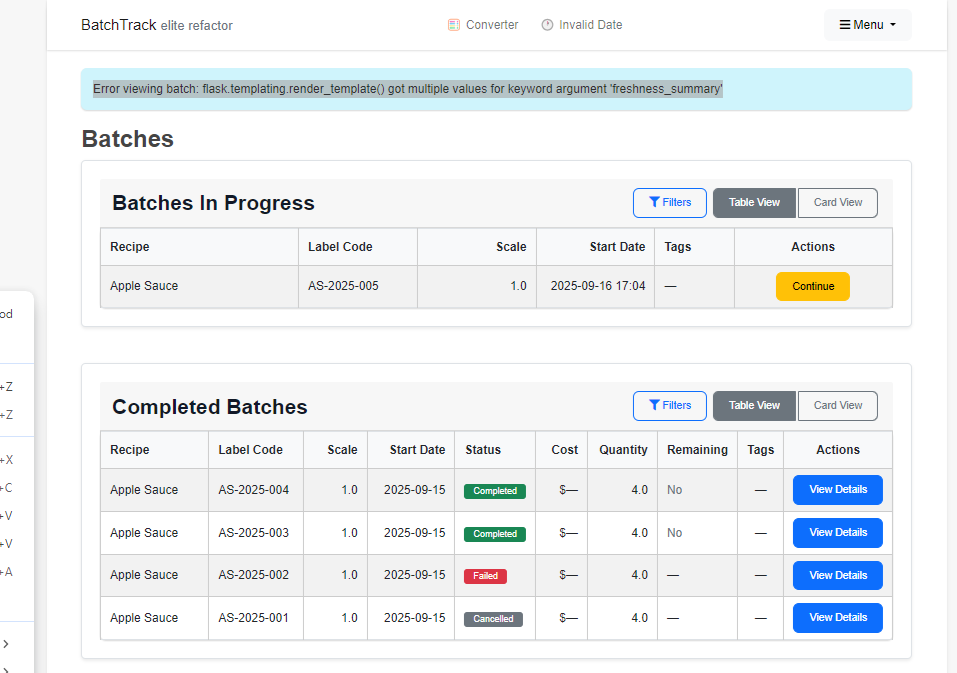 BatchTrack elite refactor Converter Invalid Date Menu
Error viewing batch: flask.templating.render_template() got multiple values for keyword argument 'freshness_summary'
Batches
Batches In Progress Filters Table View Card View
Recipe Label Code Scale Start Date Tags Actions
Apple Sauce AS-2025-005 1.0 2025-09-16 17:04 — Continue
od
+Z
+Z
+X
+C
+V
+V
+A
Completed Batches Filters Table View Card View
Recipe Label Code Scale Start Date Status Cost Quantity Remaining Tags Actions
Apple Sauce AS-2025-004 1.0 2025-09-15 Completed $— 4.0 No — View Details
Apple Sauce AS-2025-003 1.0 2025-09-15 Completed $— 4.0 No — View Details
Apple Sauce AS-2025-002 1.0 2025-09-15 Failed $— 4.0 — — View Details
Apple Sauce AS-2025-001 1.0 2025-09-15 Cancelled $— 4.0 — — View Details